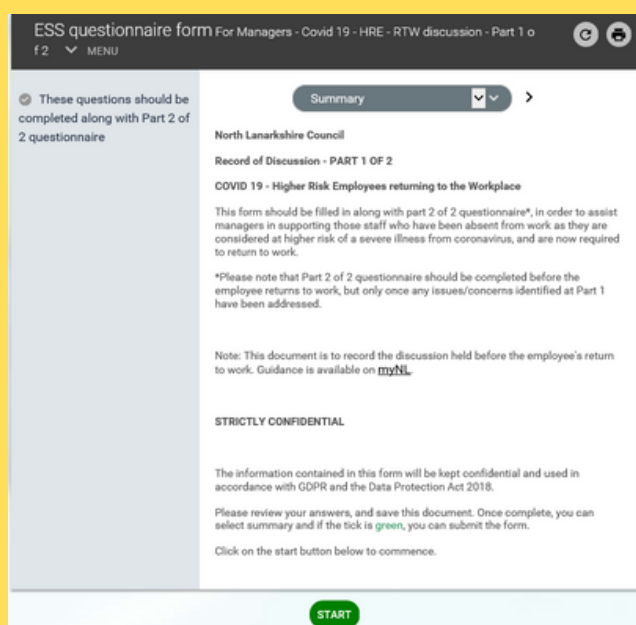 ESS questionnaire form For Managers - Covid 19 - HRE - RTW discussion - Part 1 o
f 2 MENU
These questions should be
completed along with Part 2 of
2 questionnaire
Summary
North Lanarkshire Council
Record of Discussion - PART 1 OF 2
COVID 19 - Higher Risk Employees returning to the Workplace
This form should be filled in along with part 2 of 2 questionnaire*, in order to assist
managers in supporting those staff who have been absent from work as they are
considered at higher risk of a severe illness from coronavirus, and are now required
to return to work.
*Please note that Part 2 of 2 questionnaire should be completed before the
employee returns to work, but only once any issues/concerns identified at Part 1
have been addressed.
Note: This document is to record the discussion held before the employee's return
to work. Guidance is available on myNL.
STRICTLY CONFIDENTIAL
The information contained in this form will be kept confidential and used in
accordance with GDPR and the Data Protection Act 2018.
Please review your answers, and save this document. Once complete, you can
select summary and if the tick is green, you can submit the form.
Click on the start button below to commence.
START